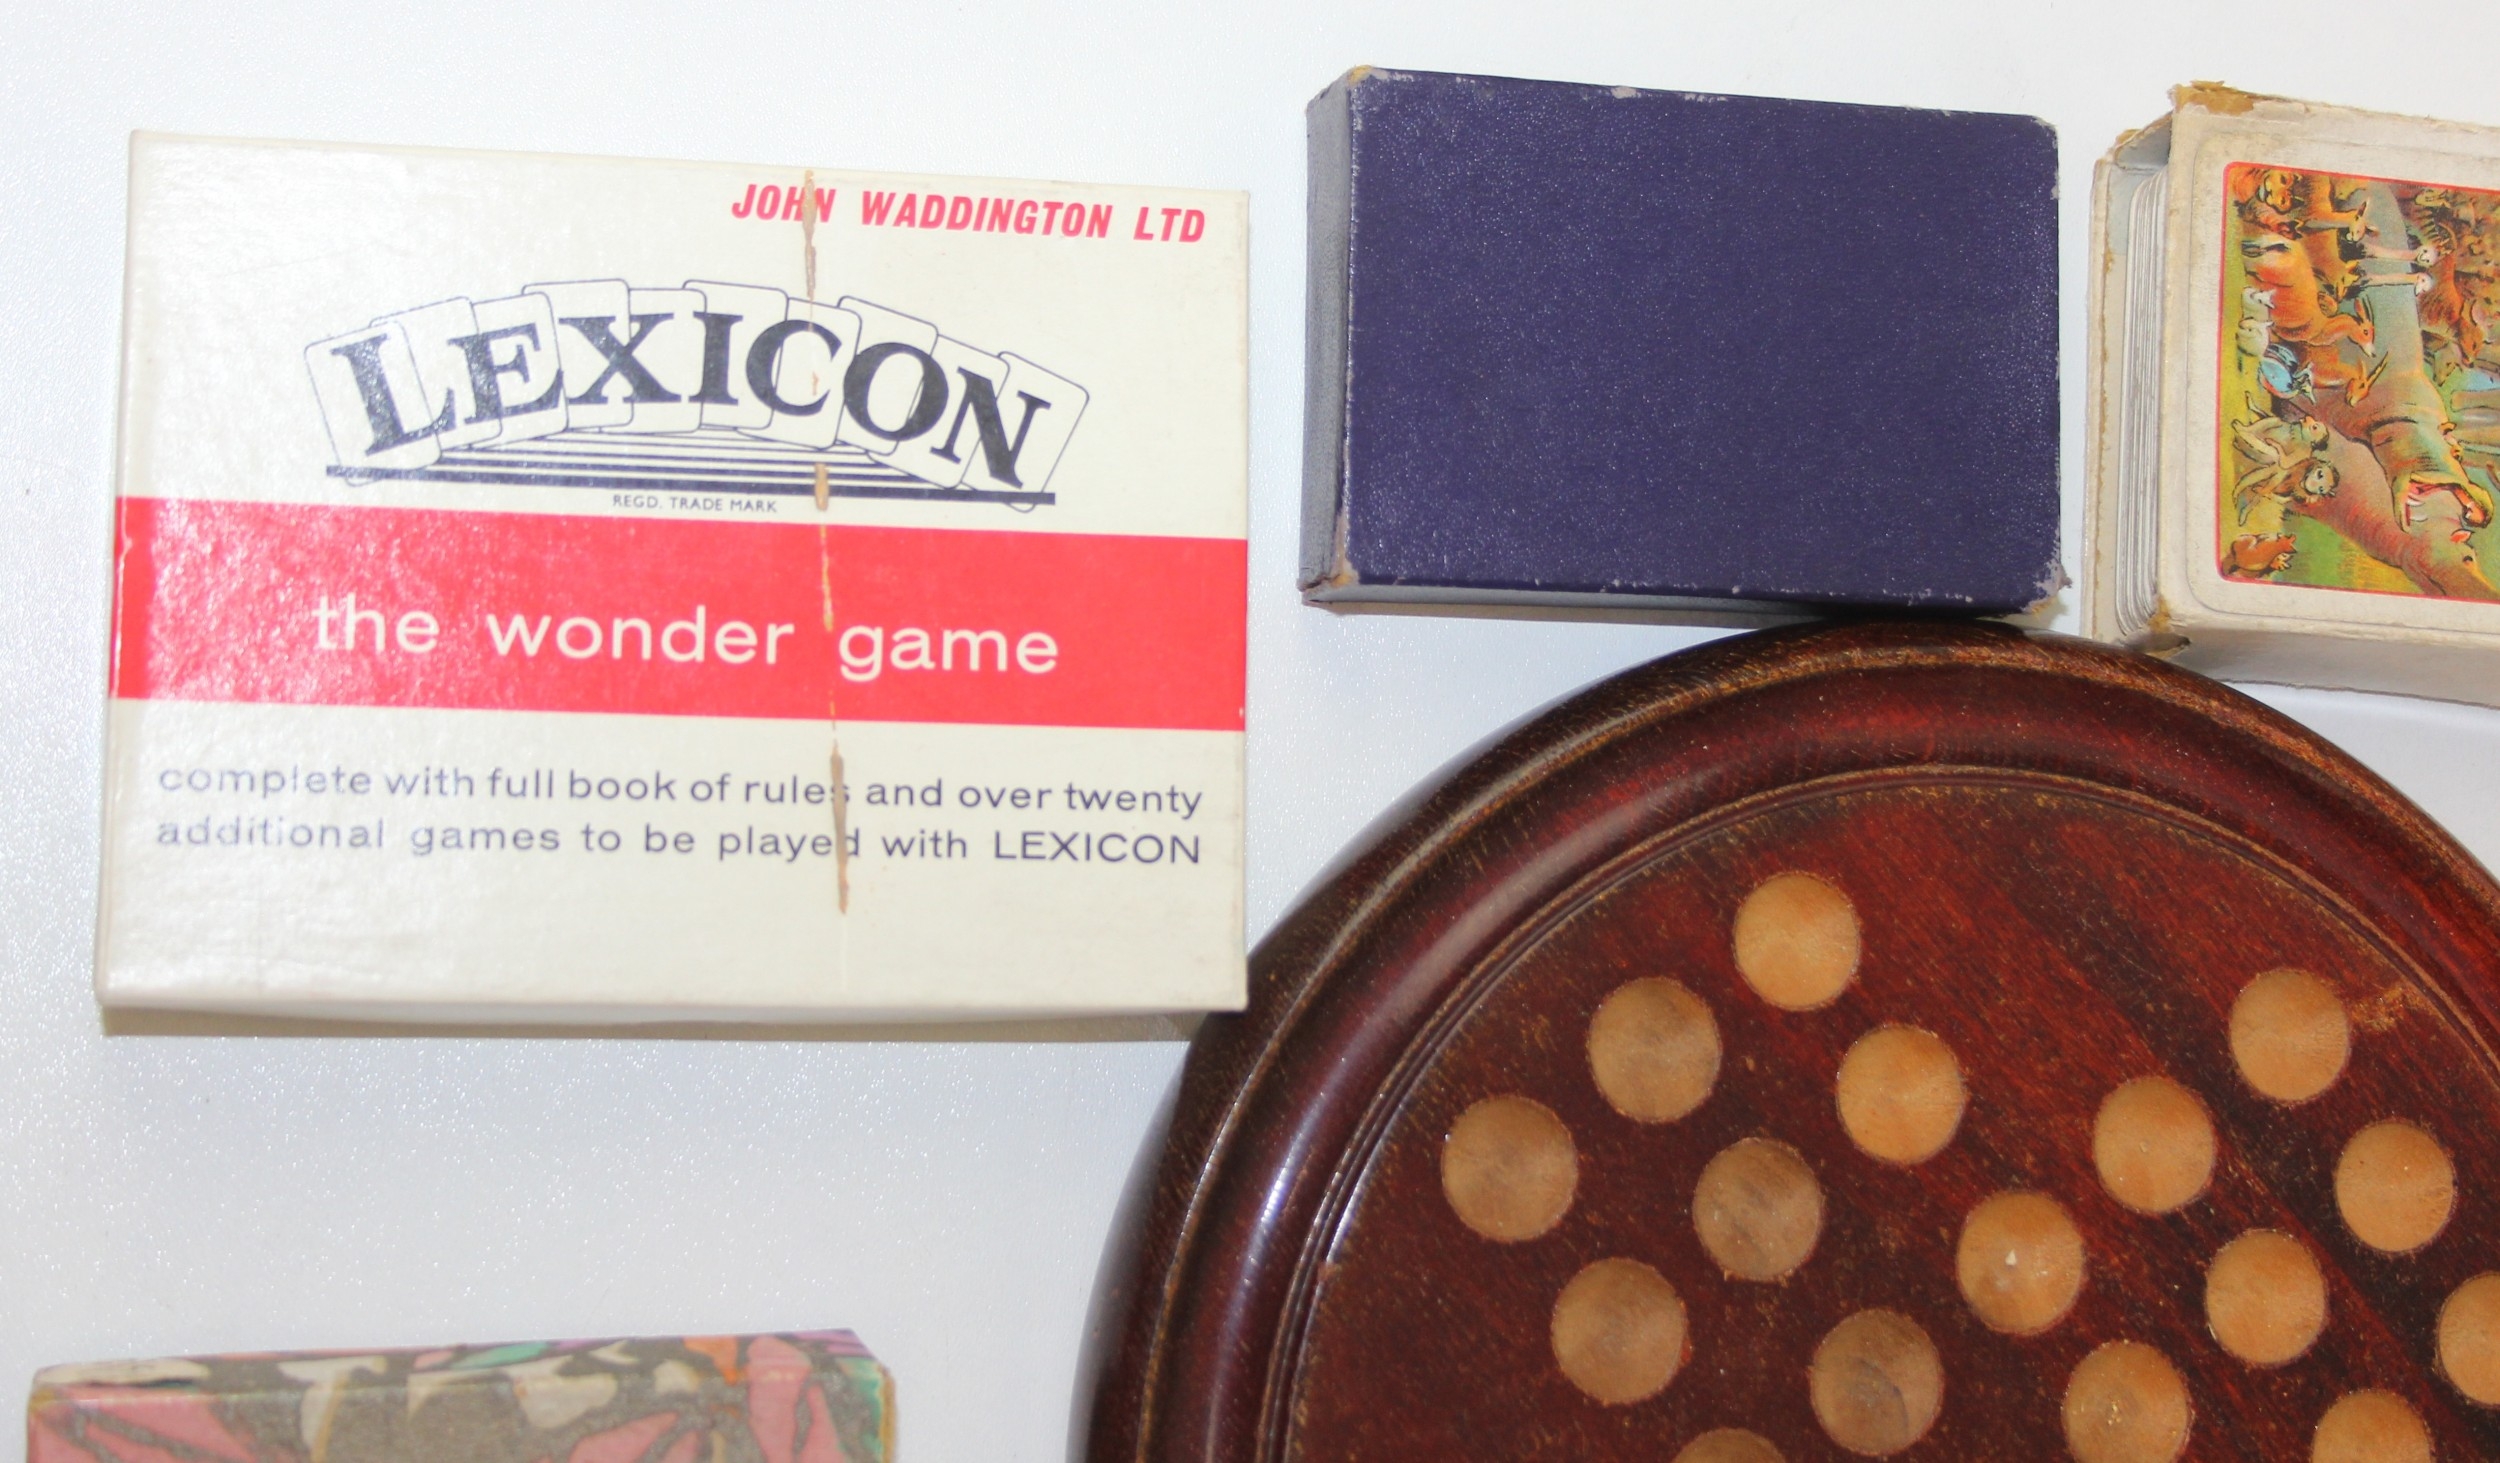 JOHN WADDINGTON LTD
LEXICON
REGD. TRADE MARK
the wonder game
complete with full book of rules and over twenty
additional games to be played with LEXICON